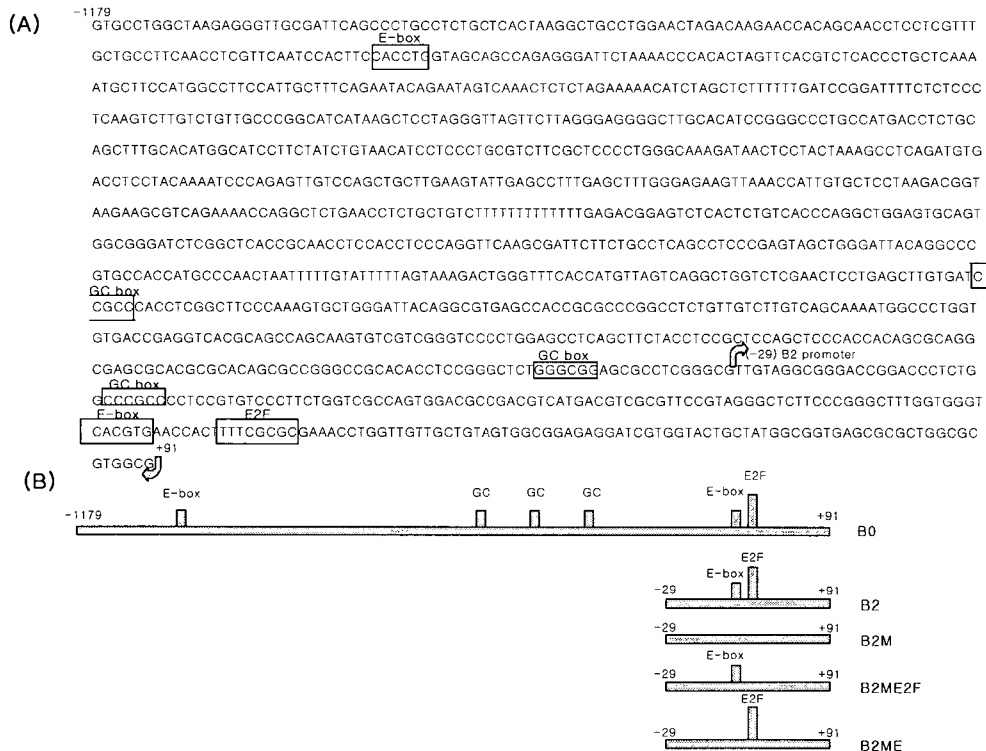 (A)
-1179
GTGCCTGGCTAAGAGGGTTGCGATTCAGCCCTGCCTCTGCTCACTAAGGCTGCCTGGAACTAGACAAGAACCACAGCAACCTCCTCGTTT
E-box
GCTGCCTTCAACCTCGTTCAATCCACTTCCACCTGGTAGCAGCCAGAGGGATTCTAAAACCCACACTAGTTCACGTCTCACCCTGCTCAAA
ATGCTTCCATGGCCTTCCATTGCTTTCAGAATACAGAATAGTCAAACTCTCTAGAAAAACATCTAGCTCTTTTTTGATCCGGATTTTCTCTCCC
TCAAGTCTTGTCTGTTGCCCGGCATCATAAGCTCCTAGGGTTAGTTCTTAGGGAGGGGCTTGCACATCCGGGCCCTGCCATGACCTCTGC
AGCTTTGCACATGGCATCCTTCTATCTGTAACATCCTCCCTGCGTCTTCGCTCCCCTGGGCAAAGATAACTCCTACTAAAGCCTCAGATGTG
ACCTCCTACAAAATCCCAGAGTTGTCCAGCTGCTTGAAGTATTGAGCCTTTGAGCTTTGGGAGAAGTTAAACCATTGTGCTCCTAAGACGGT
AAGAAGCGTCAGAAAACCAGGCTCTGAACCTCTGCTGTCTTTTTTTTTTTTTGAGACGGAGTCTCACTCTGTCACCCAGGCTGGAGTGCAGT
GGCGGGATCTCGGCTCACCGCAACCTCCACCTCCCAGGTTCAAGCGATTCTTCTGCCTCAGCCTCCCGAGTAGCTGGGATTACAGGCCC
GTGCCACCATGCCCAACTAATTTTTGTATTTTTAGTAAAGACTGGGTTTCACCATGTTAGTCAGGCTGGTCTCGAACTCCTGAGCTTGTGATC
GC box
CGCCCACCTCGGCTTCCCAAAGTGCTGGGATTACAGGCGTGAGCCACCGCGCCCGGCCTCTGTTGTCTTGTCAGCAAAATGGCCCTGGT
GTGACCGAGGTCACGCAGCCAGCAAGTGTCGTCGGGTCCCCTGGAGCCTCAGCTTCTACCTCCGCTCCAGCTCCCACCACAGCGCAGG
GC box
(-29) B2 promoter
CGAGCGCACGCGCACAGCGCCGGGCCGCACACCTCCGGGCTCTGGGCGGAGCGCCTCGGGCGTTGTAGGCGGGACCGGACCCTCTG
GC box
GCCCGCCCCTCCGTGTCCCTTCTGGTCGCCAGTGGACGCCGACGTCATGACGTCGCGTTCCGTAGGGCTCTTCCCGGGCTTTGGTGGGT
E-box
E2F
CACGTGAACCACTTTTCGCGCGAAACCTGGTTGTTGCTGTAGTGGCGGAGAGGATCGTGGTACTGCTATGGCGGTGAGCGCGCTGGCGC
+91
GTGGCG
(B)
-1179
E-box
GC
GC
GC
E-box
E2F
+91
B0
-29
E-box
E2F
+91
B2
-29
+91
B2M
-29
E-box
+91
B2ME2F
-29
E2F
+91
B2ME